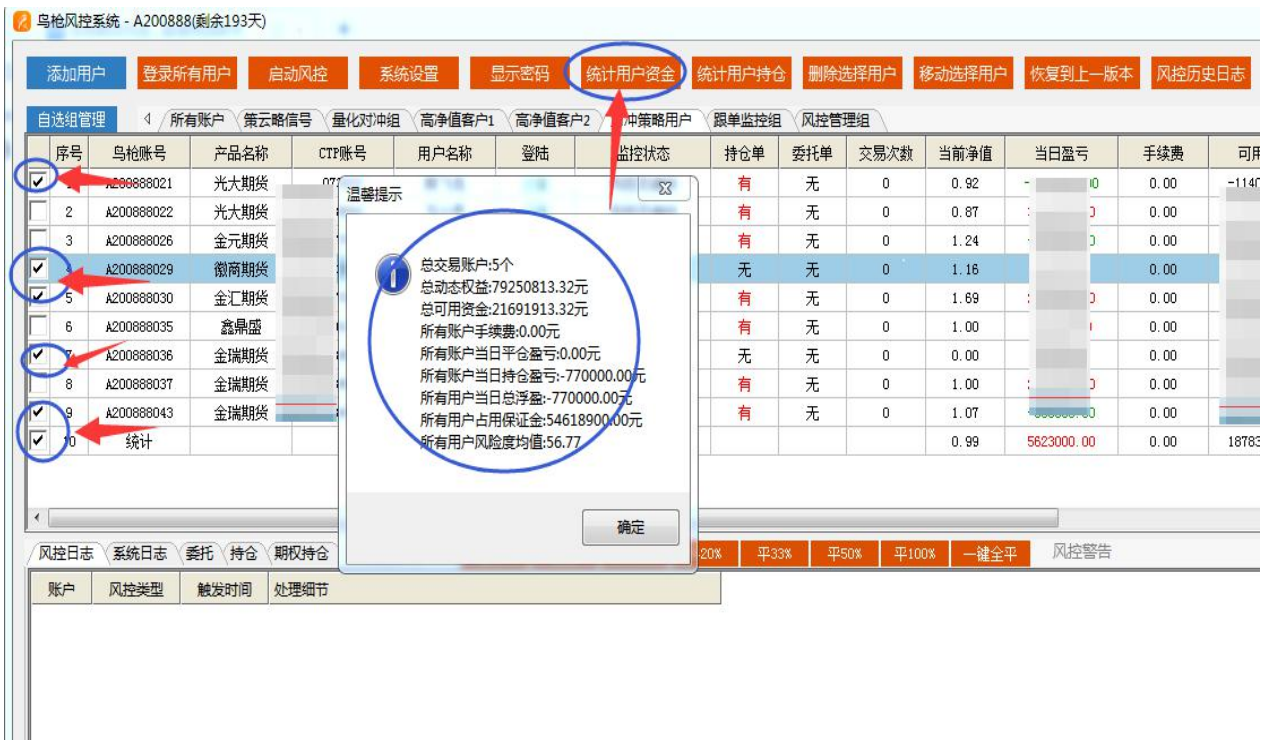 鸟枪风控系统 - A200888(剩余193天)
添加用户 登录所有用户 启动风控 系统设置 显示密码 统计用户资金 统计用户持仓 删除选择用户 移动选择用户 恢复到上一版本 风控历史日志
自选组管理 所有账户 策云略信号 量化对冲组 高净值客户1 高净值客户2 冲策略用户 跟单监控组 风控管理组
序号 鸟枪账号 产品名称 CTP账号 用户名称 登陆 监控状态 持仓单 委托单 交易次数 当前净值 当日盈亏 手续费 可用
A200888021 光大期货 有 无 0 0.92 0.00
2 A200888022 光大期货 有 无 0 0.87 0.00
3 A200888026 金元期货 有 无 0 1.24 0.00
4 A200888029 徽商期货 无 无 0 1.16 0.00
5 A200888030 金汇期货 有 无 0 1.69 0.00
6 A200888035 鑫鼎盛 有 无 0 1.00 0.00
7 A200888036 金瑞期货 无 无 0 0.00 0.00
8 A200888037 金瑞期货 有 无 0 1.00 0.00
9 A200888043 金瑞期货 有 无 0 1.07 0.00
10 统计 0.99 5623000.00 0.00 18783
温馨提示
总交易账户:5个
总动态权益:79250813.32元
总可用资金:21691913.32元
所有账户手续费:0.00元
所有账户当日平仓盈亏:0.00元
所有账户当日持仓盈亏:-770000.00元
所有用户当日总浮盈:-770000.00元
所有用户占用保证金:54618900.00元
所有用户风险度均值:56.77
确定
风控日志 系统日志 委托 持仓 期权持仓 20% 平33% 平50% 平100% 一键全平 风控警告
账户 风控类型 触发时间 处理细节